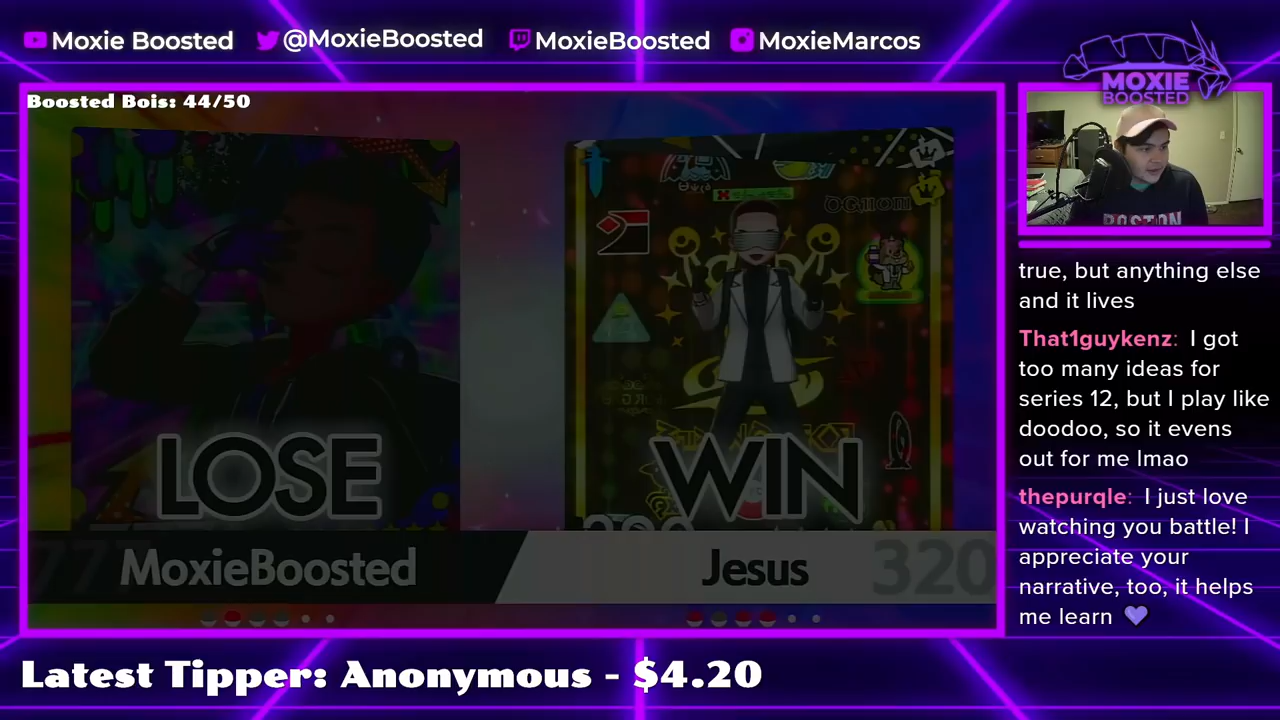 Moxie Boosted @MoxieBoosted MoxieBoosted MoxieMarcos
MOXIE
BOOSTED
Boosted Bois: 44/50
BOSTON
true, but anything else
and it lives
That1guykenz: I got
too many ideas for
series 12, but I play like
doodoo, so it evens
out for me lmao
thepurqle: I just love
watching you battle! I
appreciate your
narrative, too, it helps
me learn 💜
LOSE
WIN
MoxieBoosted
Jesus
320
Latest Tipper: Anonymous - $4.20